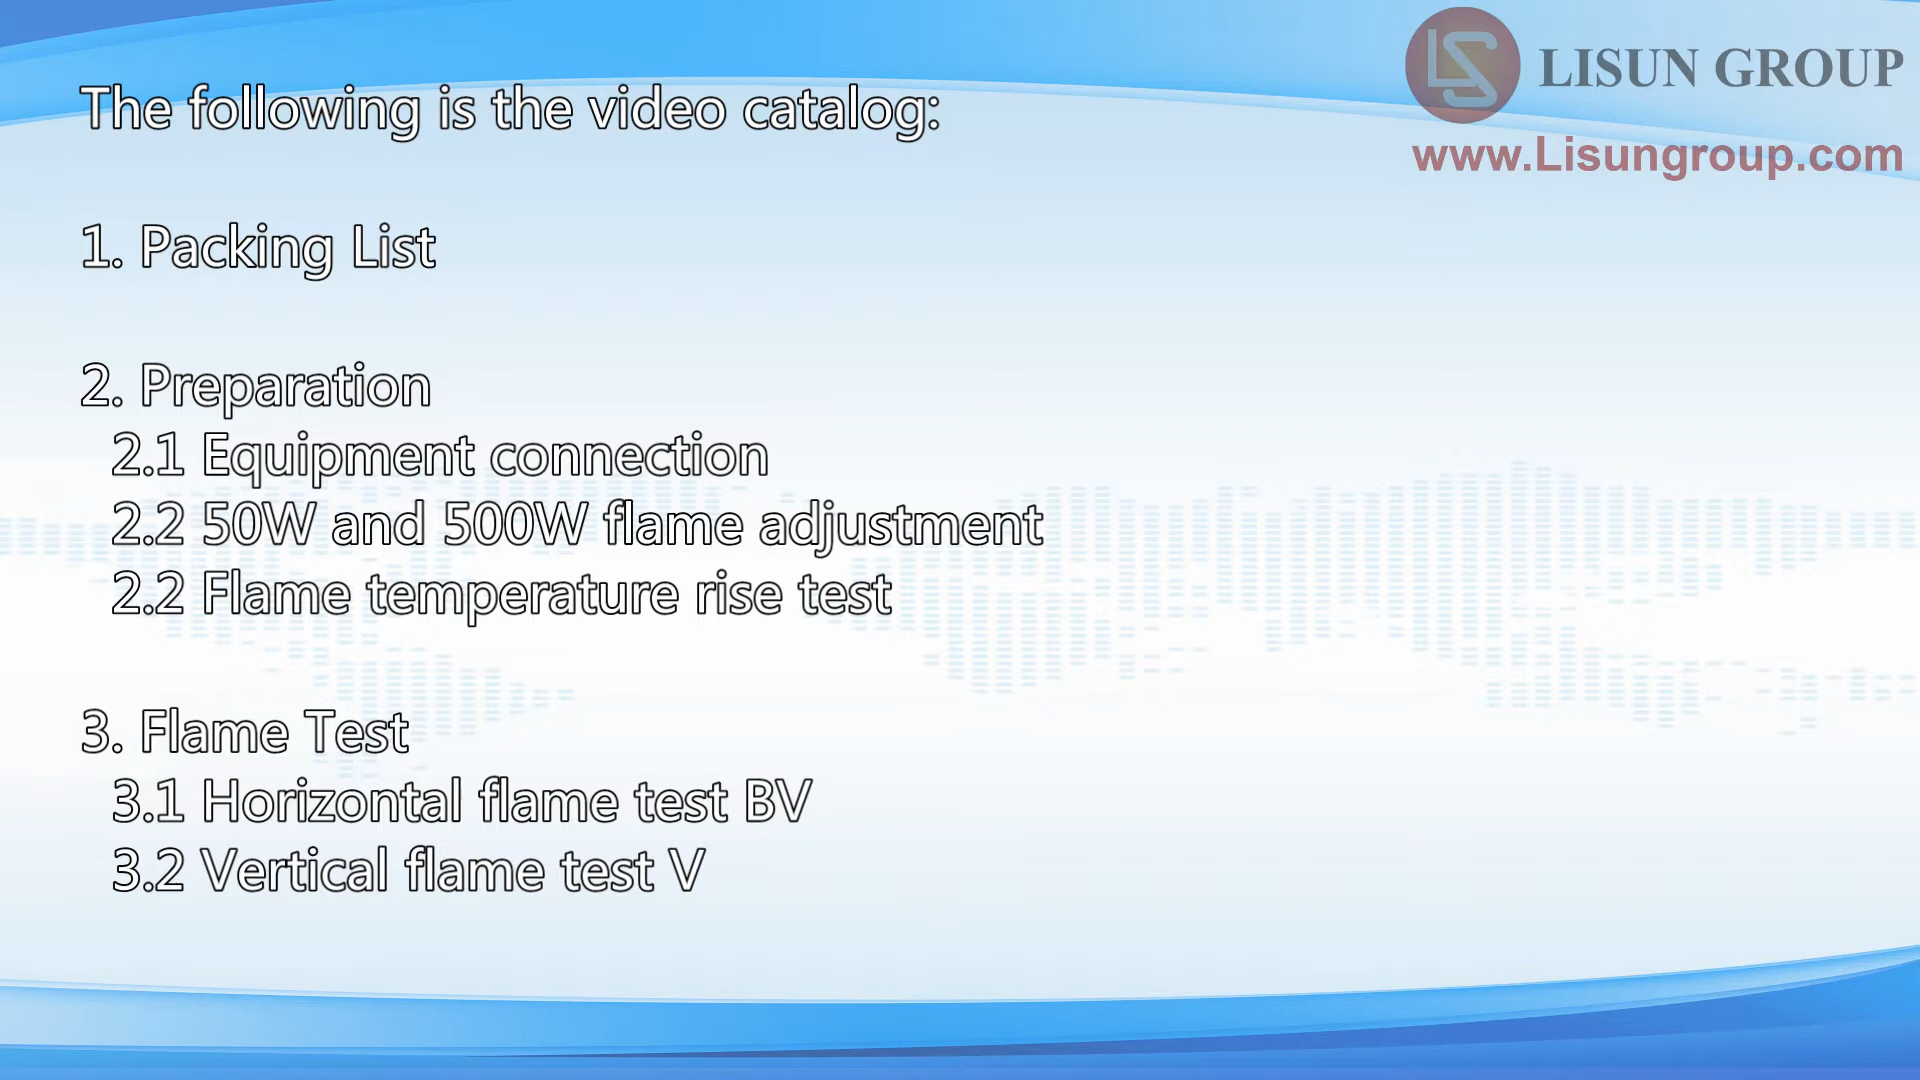 LS LISUN GROUP
www.Lisungroup.com
The following is the video catalog:
1. Packing List
2. Preparation
2.1 Equipment connection
2.2 50W and 500W flame adjustment
2.2 Flame temperature rise test
3. Flame Test
3.1 Horizontal flame test BV
3.2 Vertical flame test V